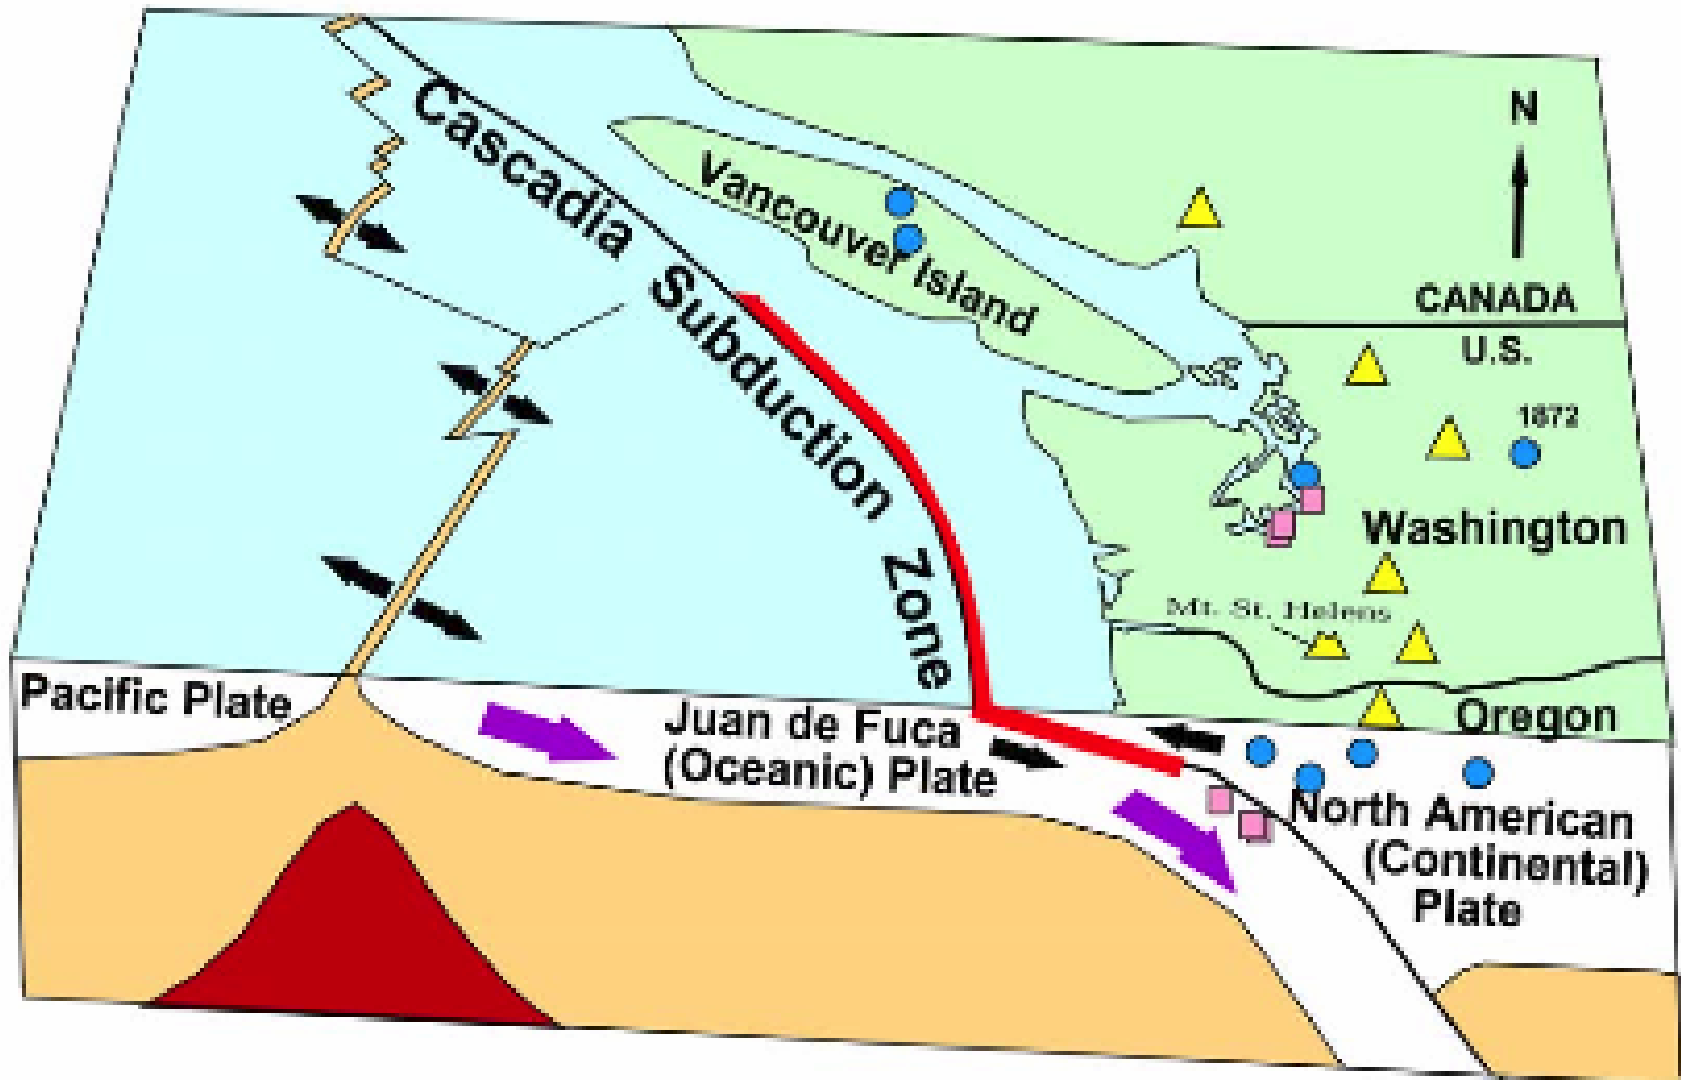 Cascadia Subduction Zone
Vancouver Island
N
CANADA
U.S.
1872
Washington
Mt. St. Helens
Oregon
Pacific Plate
Juan de Fuca
(Oceanic) Plate
North American
(Continental)
Plate